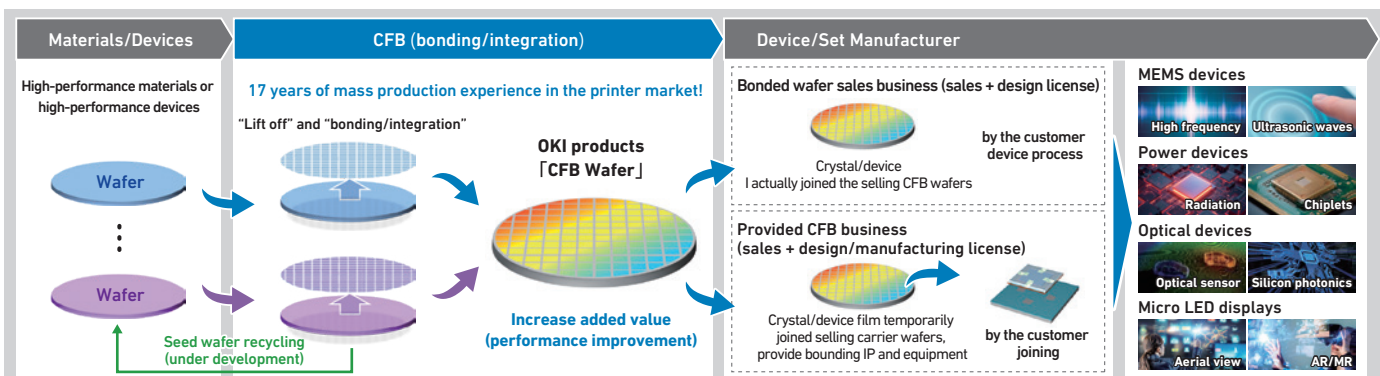 Materials/Devices
CFB (bonding/integration)
Device/Set Manufacturer
High-performance materials or
high-performance devices
Wafer
Wafer
Seed wafer recycling
(under development)
17 years of mass production experience in the printer market!
“Lift off” and “bonding/integration”
OKI products
「CFB Wafer」
Increase added value
(performance improvement)
Bonded wafer sales business (sales + design license)
by the customer
device process
Crystal/device
I actually joined the selling CFB wafers
Provided CFB business
(sales + design/manufacturing license)
Crystal/device film temporarily
joined selling carrier wafers,
provide bounding IP and equipment
by the customer
joining
MEMS devices
High frequency
Ultrasonic waves
Power devices
Radiation
Chiplets
Optical devices
Optical sensor
Silicon photonics
Micro LED displays
Aerial view
AR/MR